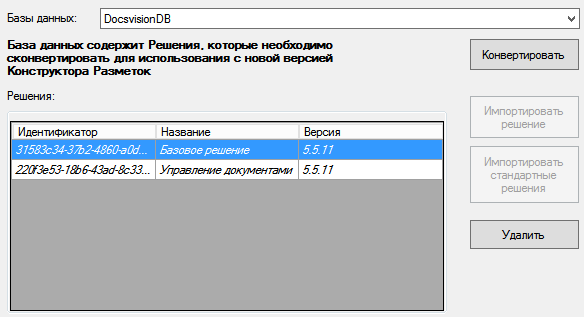 Базы данных: DocsvisionDB
База данных содержит Решения, которые необходимо
сконвертировать для использования с новой версией
Конструктора Разметок
Конвертировать
Решения:
Идентификатор Название Версия
31583c34-37b2-4860-a0d... Базовое решение 5.5.11
220f3e53-18b6-43ad-8c33... Управление документами 5.5.11
Импортировать
решение
Импортировать
стандартные
решения
Удалить